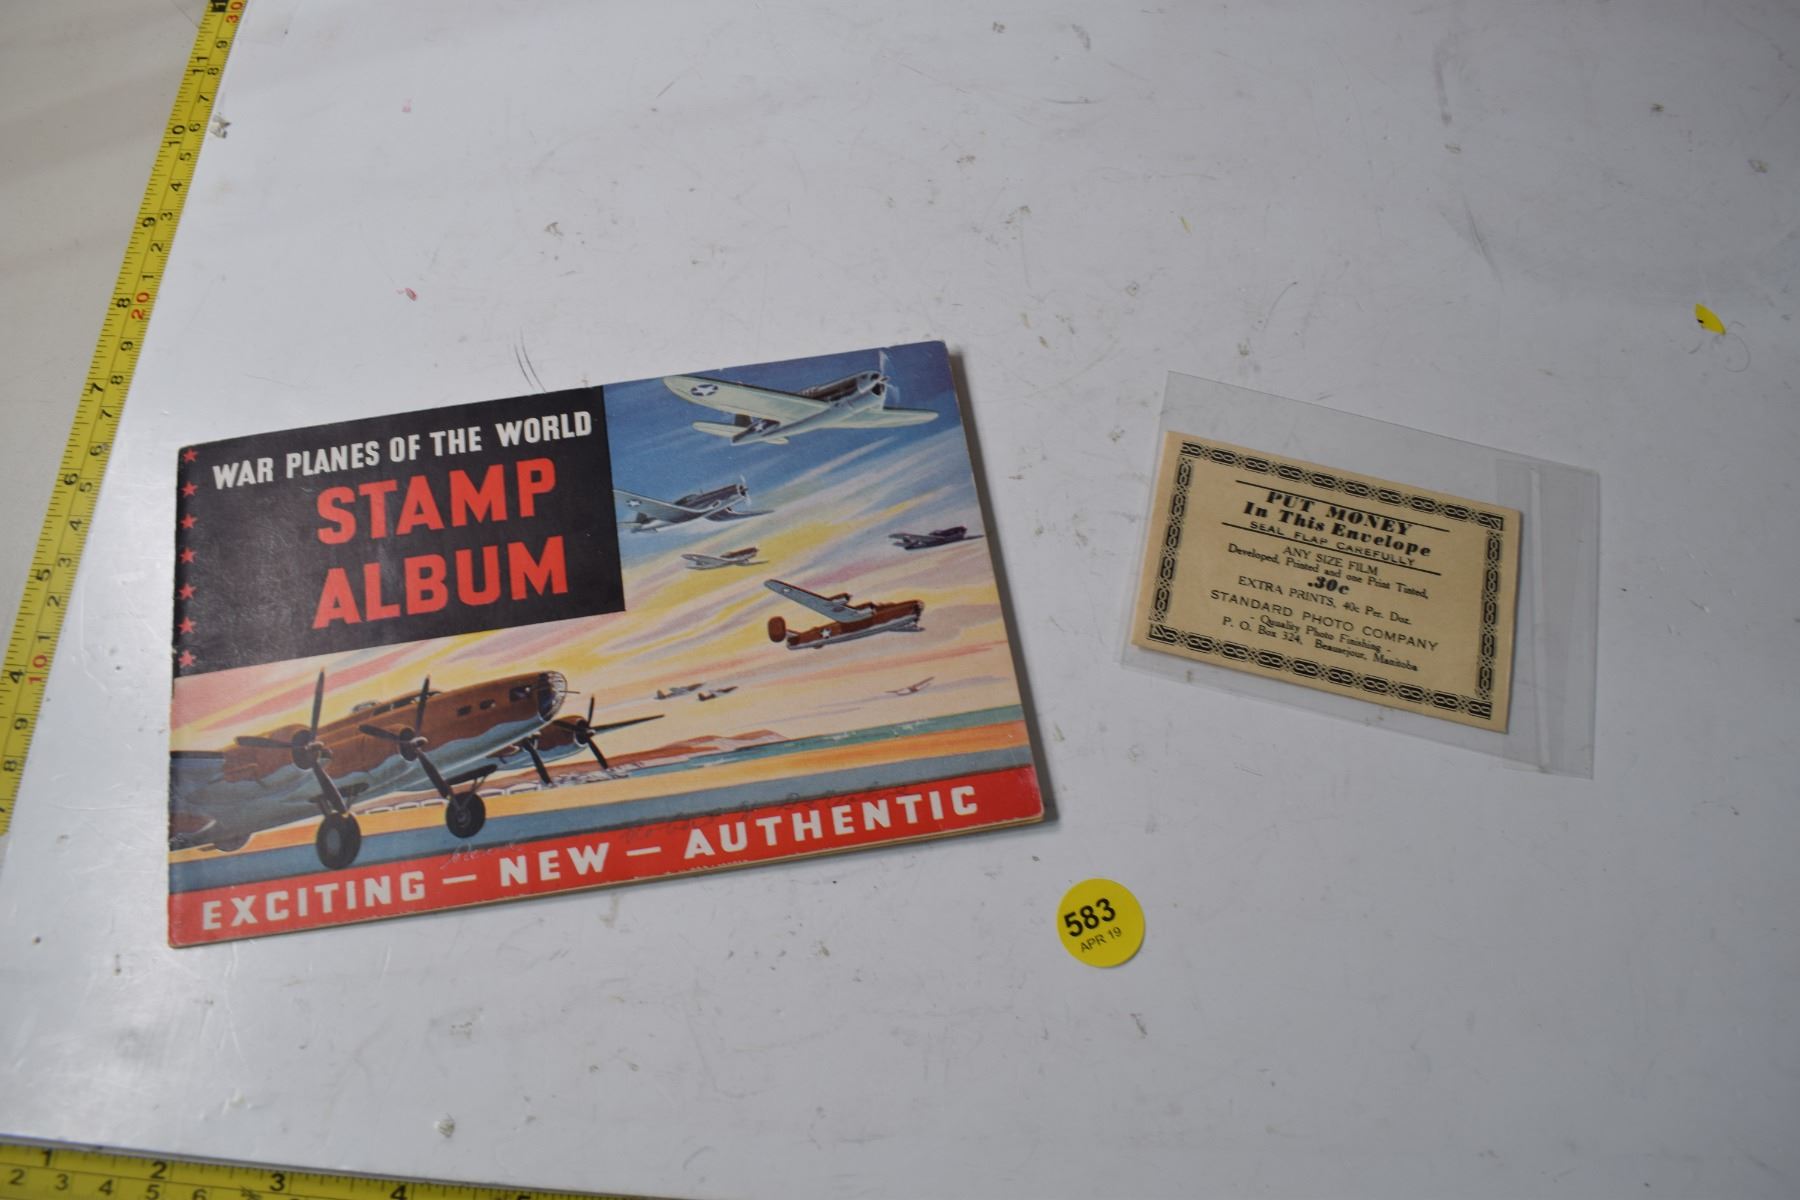 WAR PLANES OF THE WORLD
STAMP
ALBUM
EXCITING — NEW — AUTHENTIC
PUT MONEY
In This Envelope
SEAL FLAP CAREFULLY
ANY SIZE FILM
Developed, Printed and one Print Tinted,
.30c
EXTRA PRINTS, 40c Per. Doz.
STANDARD PHOTO COMPANY
- Quality Photo Finishing -
P. O. Box 324, Beausejour, Manitoba
583
APR 19